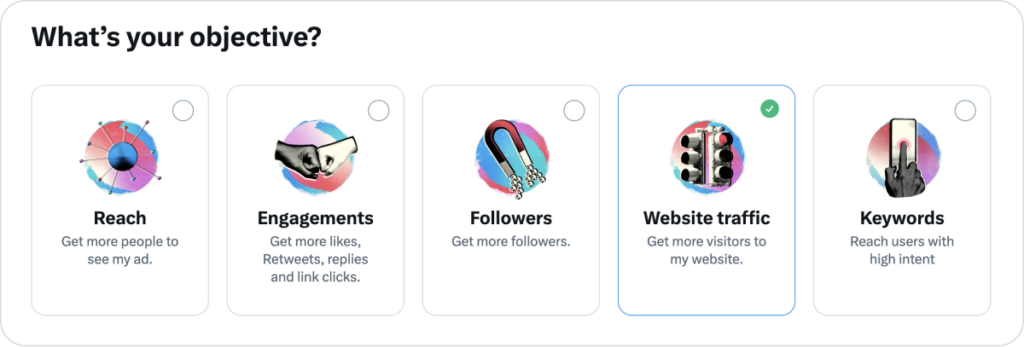 What’s your objective?
Reach
Get more people to
see my ad.
Engagements
Get more likes,
Retweets, replies
and link clicks.
Followers
Get more followers.
Website traffic
Get more visitors to
my website.
Keywords
Reach users with
high intent